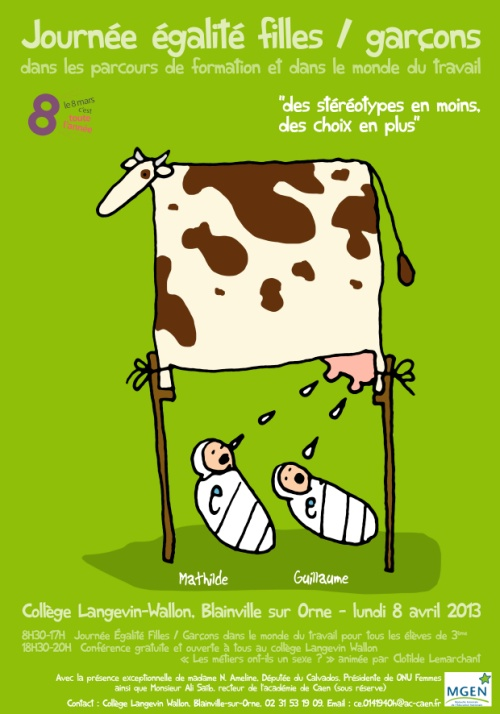 Journée égalité filles / garçons
dans les parcours de formation et dans le monde du travail
8 le 8 mars
c'est
toute
l'année
"des stéréotypes en moins,
des choix en plus"
Mathilde
Guillaume
Collège Langevin-Wallon, Blainville sur Orne - lundi 8 avril 2013
8H30-17H Journée Égalité Filles / Garçons dans le monde du travail pour tous les élèves de 3ème
18H30-20H Conférence gratuite et ouverte à tous au collège Langevin Wallon
« Les métiers ont-ils un sexe ? » animée par Clotilde Lemarchant
Avec la présence exceptionnelle de madame N. Ameline, Députée du Calvados, Présidente de ONU Femmes
ainsi que Monsieur Ali Saïb, recteur de l'académie de Caen (sous réserve)
Contact : Collège Langevin Wallon, Blainville-sur-Orne. 02 31 53 19 09. Email : ce.0141940h@ac-caen.fr
MGEN